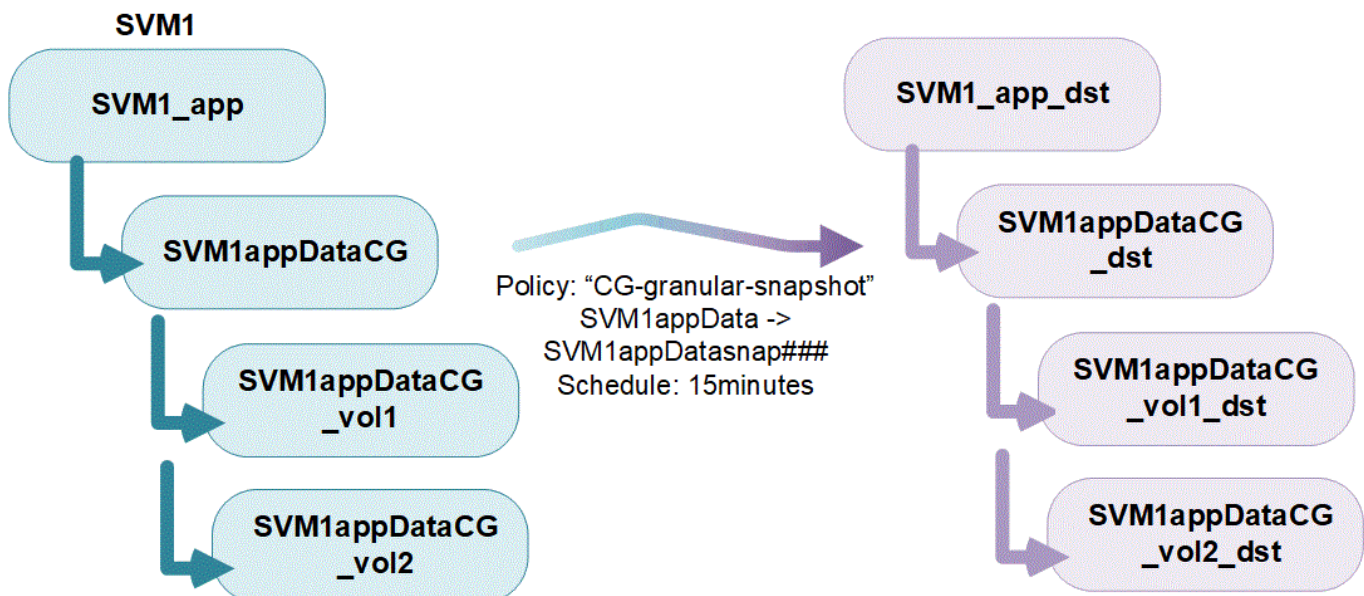 SVM1
SVM1_app
SVM1appDataCG
SVM1appDataCG
_vol1
SVM1appDataCG
_vol2
Policy: “CG-granular-snapshot”
SVM1appData ->
SVM1appDatasnap###
Schedule: 15minutes
SVM1_app_dst
SVM1appDataCG
_dst
SVM1appDataCG
_vol1_dst
SVM1appDataCG
_vol2_dst